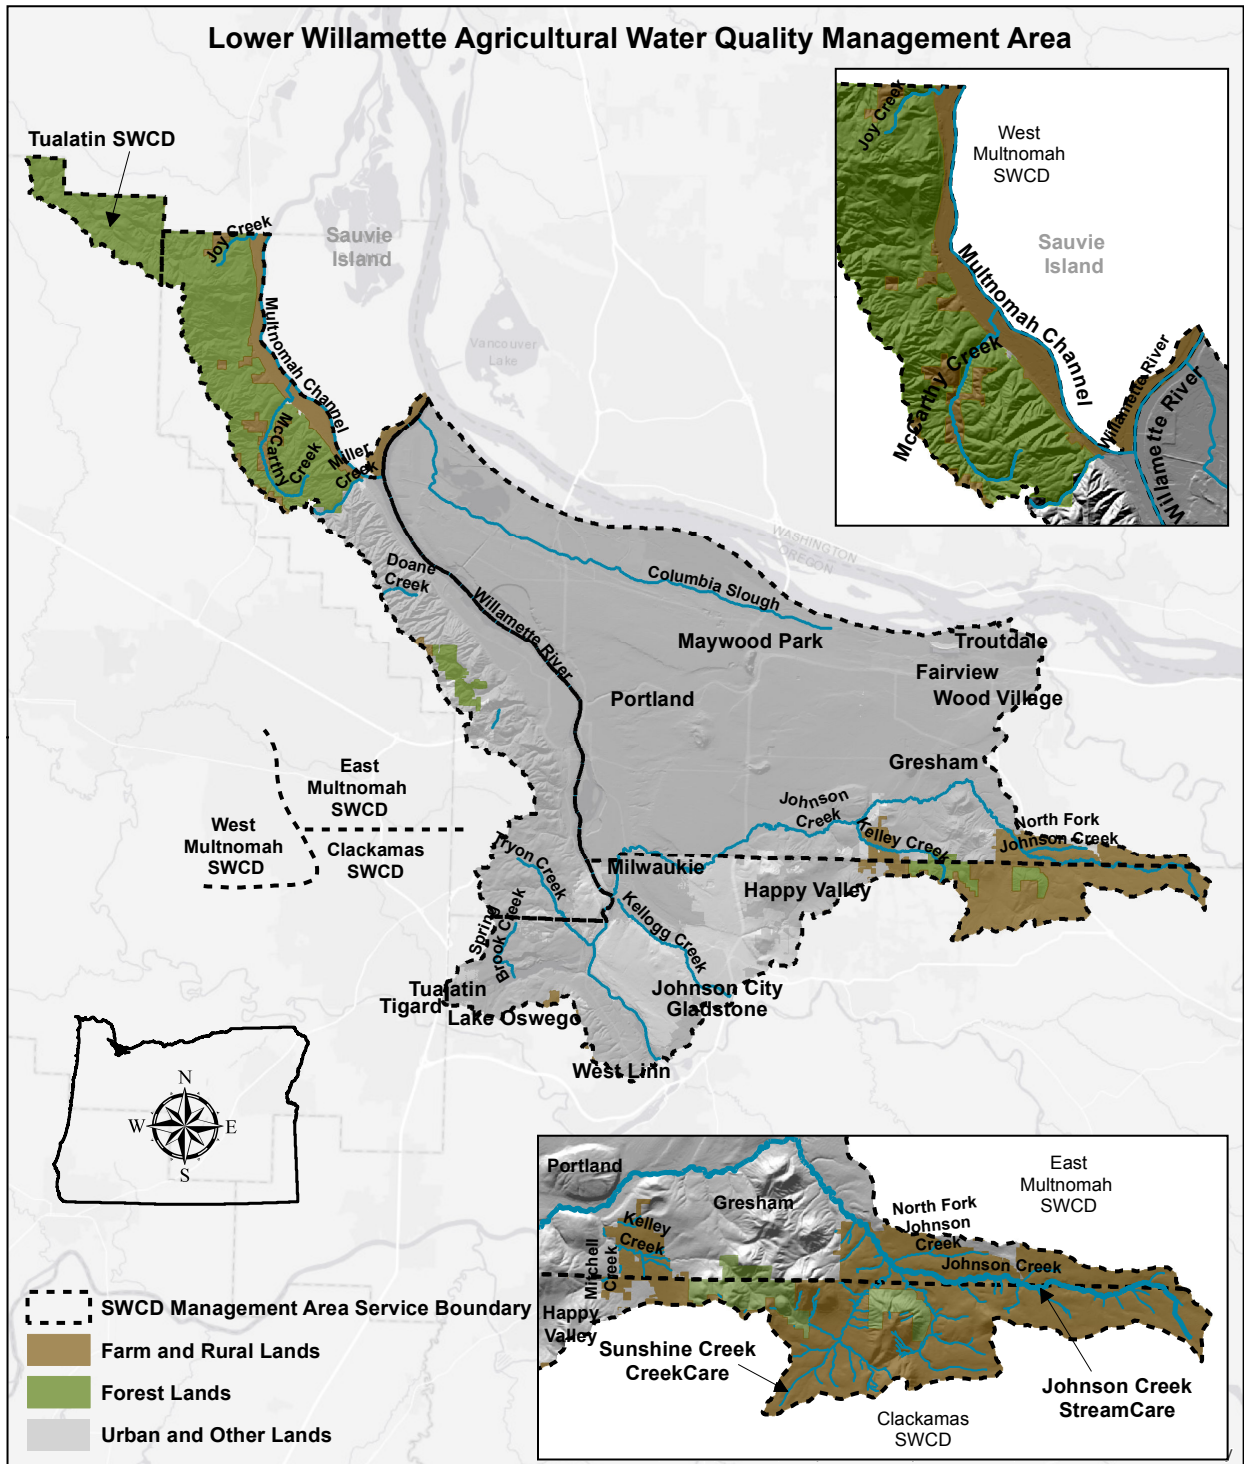 Lower Willamette Agricultural Water Quality Management Area
Tualatin SWCD
Joy Creek
Sauvie
Island
Multnomah Channel
McCarthy
Creek
Miller
Creek
Vancouver
Lake
WASHINGTON
OREGON
Doane
Creek
Willamette River
Columbia Slough
Maywood Park
Troutdale
Fairview
Wood Village
Portland
Gresham
East
Multnomah
SWCD
West
Multnomah
SWCD
Clackamas
SWCD
Johnson
Creek
Kelley Creek
North Fork
Johnson Creek
Tryon Creek
Milwaukie
Happy Valley
Spring
Brook Creek
Kellogg Creek
Tualatin
Tigard
Lake Oswego
Johnson City
Gladstone
West Linn
Joy Creek
West
Multnomah
SWCD
Sauvie
Island
Multnomah Channel
McCarthy Creek
Willamette River
Willamette River
N
W
E
S
SWCD Management Area Service Boundary
Farm and Rural Lands
Forest Lands
Urban and Other Lands
Portland
Gresham
East
Multnomah
SWCD
North Fork
Johnson
Creek
Kelley
Creek
Mitchell
Creek
Johnson Creek
Happy
Valley
Sunshine Creek
CreekCare
Johnson Creek
StreamCare
Clackamas
SWCD